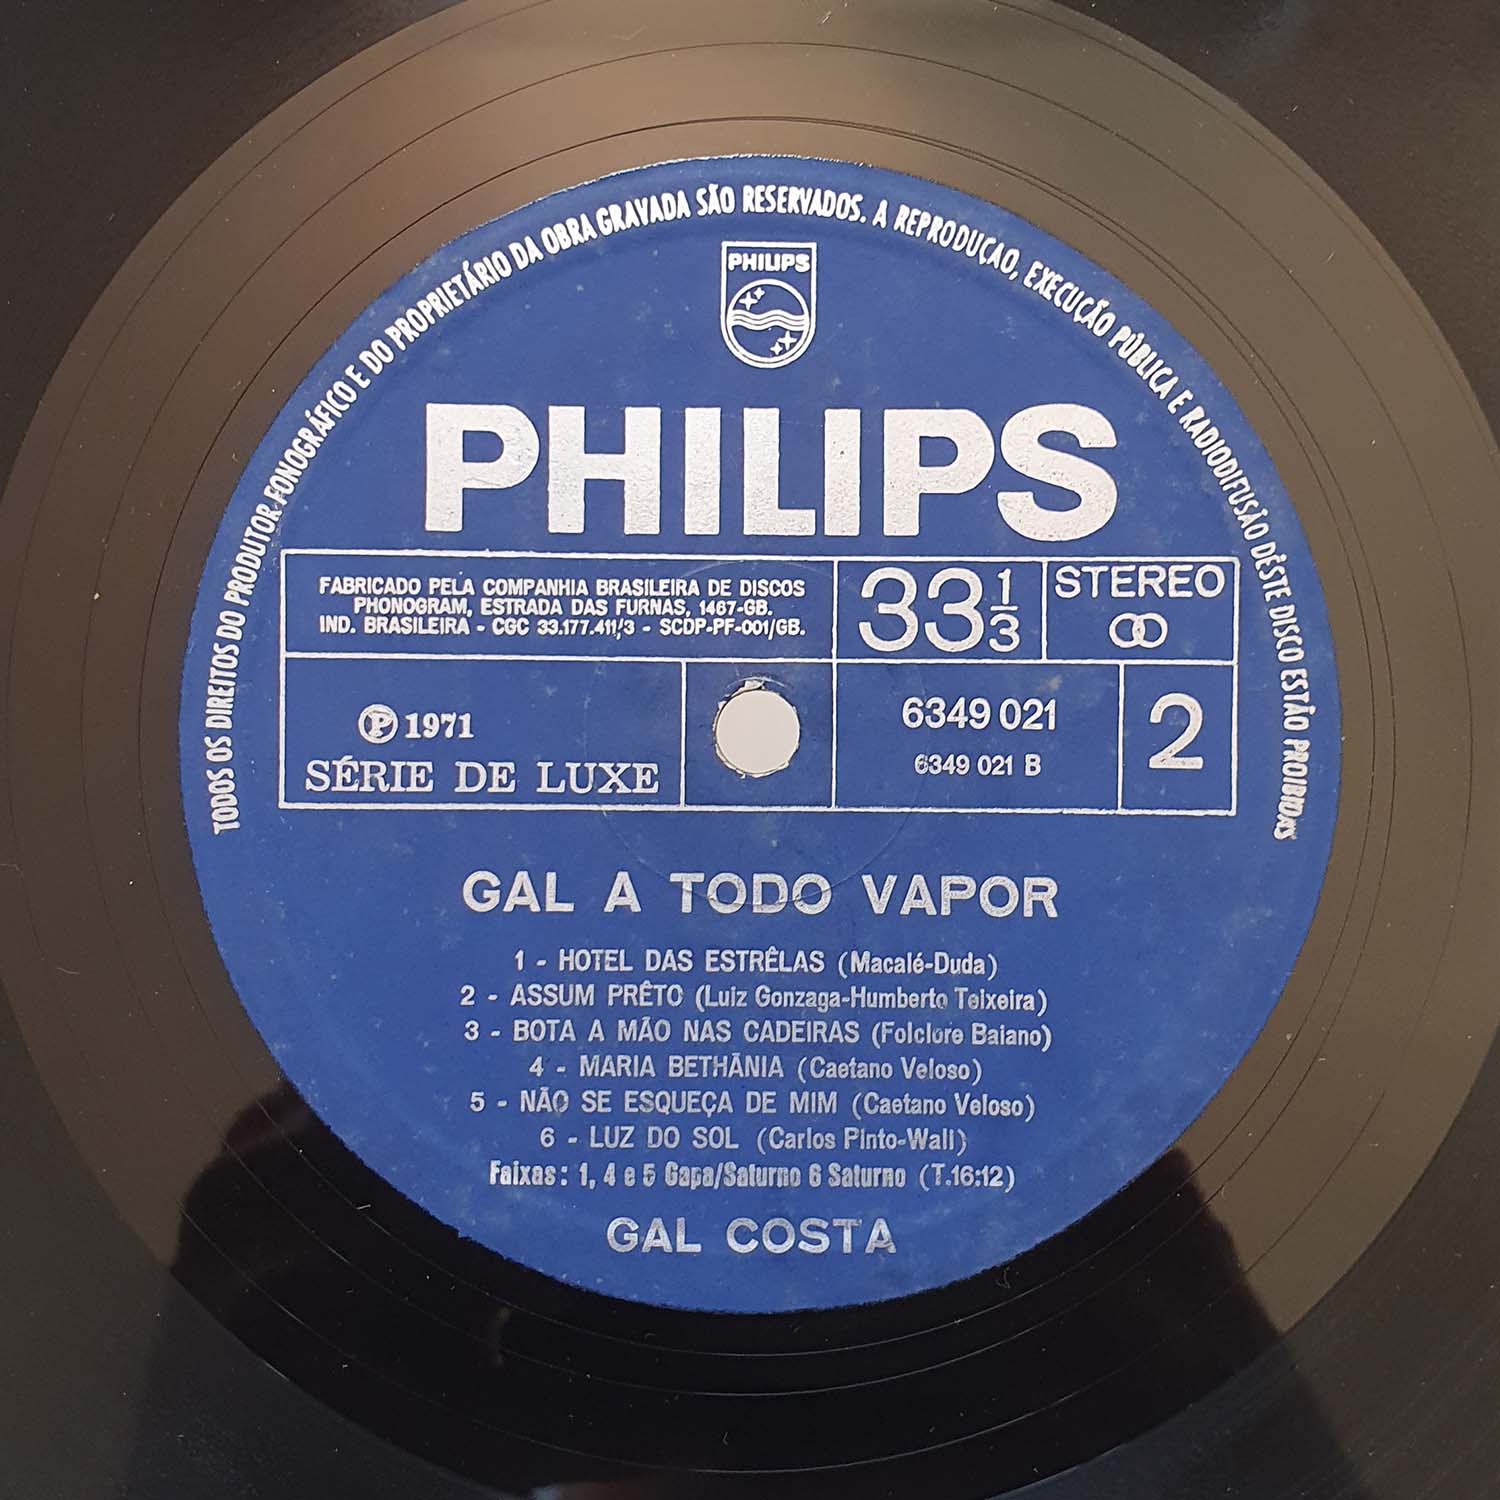 TODOS OS DIREITOS DO PRODUTOR FONOGRÁFICO E DO PROPRIETÁRIO DA OBRA GRAVADA SÃO RESERVADOS. A REPRODUÇAO, EXECUÇÃO PÚBLICA E RADIODIFUSÃO DÊSTE DISCO ESTÃO PROIBIDAS
PHILIPS
PHILIPS
FABRICADO PELA COMPANHIA BRASILEIRA DE DISCOS
PHONOGRAM, ESTRADA DAS FURNAS, 1467-GB.
IND. BRASILEIRA - CGC 33.177.411/3 - SCDP-PF-001/GB.
33 1/3
STEREO
Ⓟ 1971
SÉRIE DE LUXE
6349 021
6349 021 B
2
GAL A TODO VAPOR
1 - HOTEL DAS ESTRÊLAS (Macalé-Duda)
2 - ASSUM PRÊTO (Luiz Gonzaga-Humberto Teixeira)
3 - BOTA A MÃO NAS CADEIRAS (Folclore Baiano)
4 - MARIA BETHÂNIA (Caetano Veloso)
5 - NÃO SE ESQUEÇA DE MIM (Caetano Veloso)
6 - LUZ DO SOL (Carlos Pinto-Wali)
Faixas: 1, 4 e 5 Gapa/Saturno 6 Saturno (T.16:12)
GAL COSTA